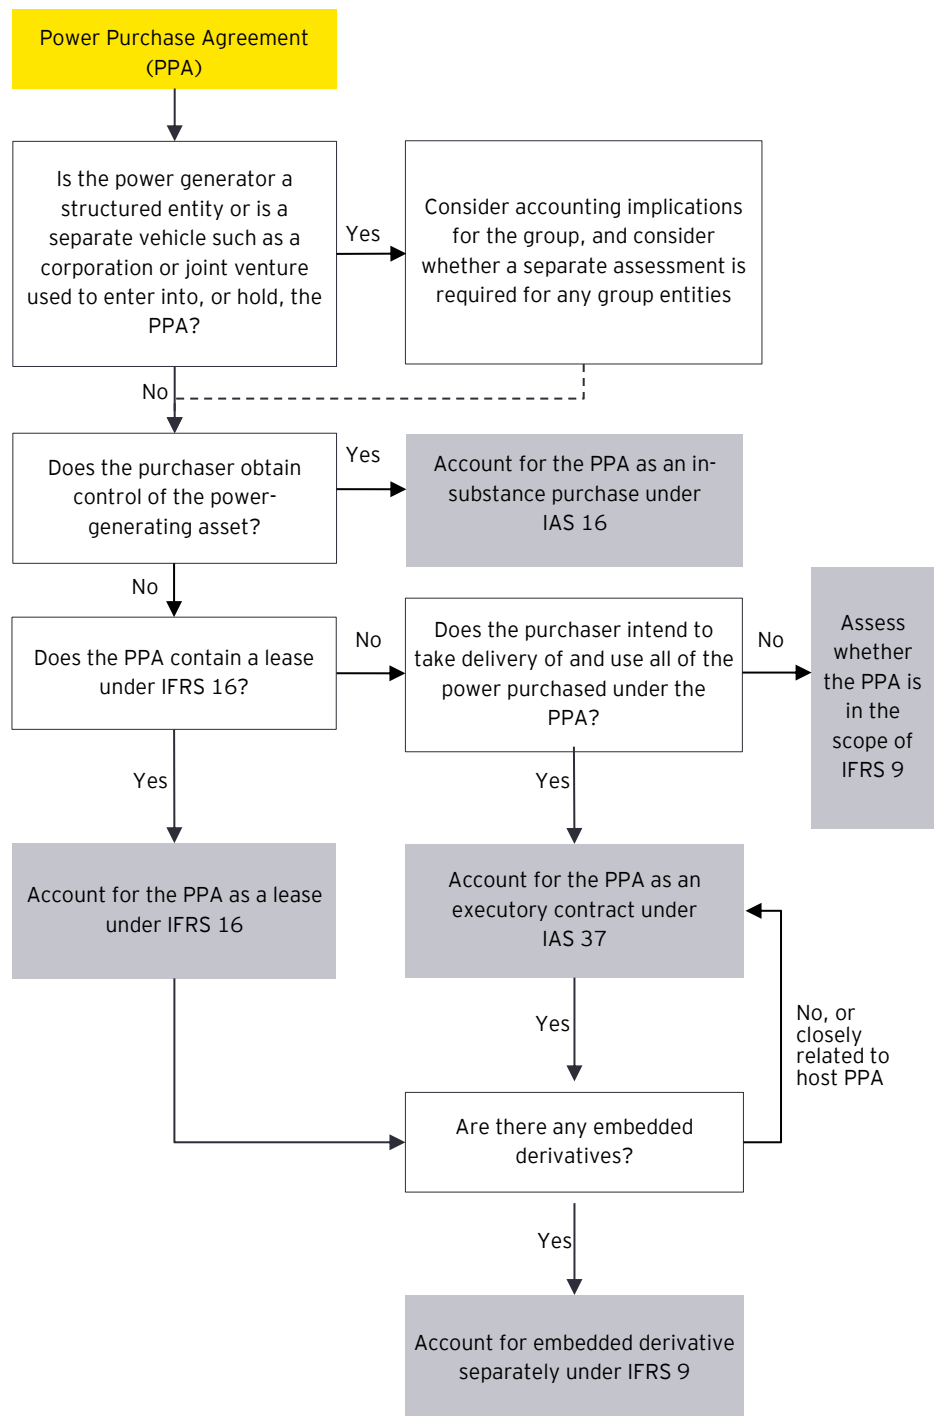 Power Purchase Agreement
(PPA)
Is the power generator a
structured entity or is a
separate vehicle such as a
corporation or joint venture
used to enter into, or hold, the
PPA?
Yes
Consider accounting implications
for the group, and consider
whether a separate assessment is
required for any group entities
No
Does the purchaser obtain
control of the power-
generating asset?
Yes
Account for the PPA as an in-
substance purchase under
IAS 16
No
Does the PPA contain a lease
under IFRS 16?
No
Does the purchaser intend to
take delivery of and use all of the
power purchased under the
PPA?
No
Assess
whether
the PPA is
in the
scope of
IFRS 9
Yes
Yes
Account for the PPA as a lease
under IFRS 16
Account for the PPA as an
executory contract under
IAS 37
Yes
No, or
closely
related to
host PPA
Are there any embedded
derivatives?
Yes
Account for embedded derivative
separately under IFRS 9